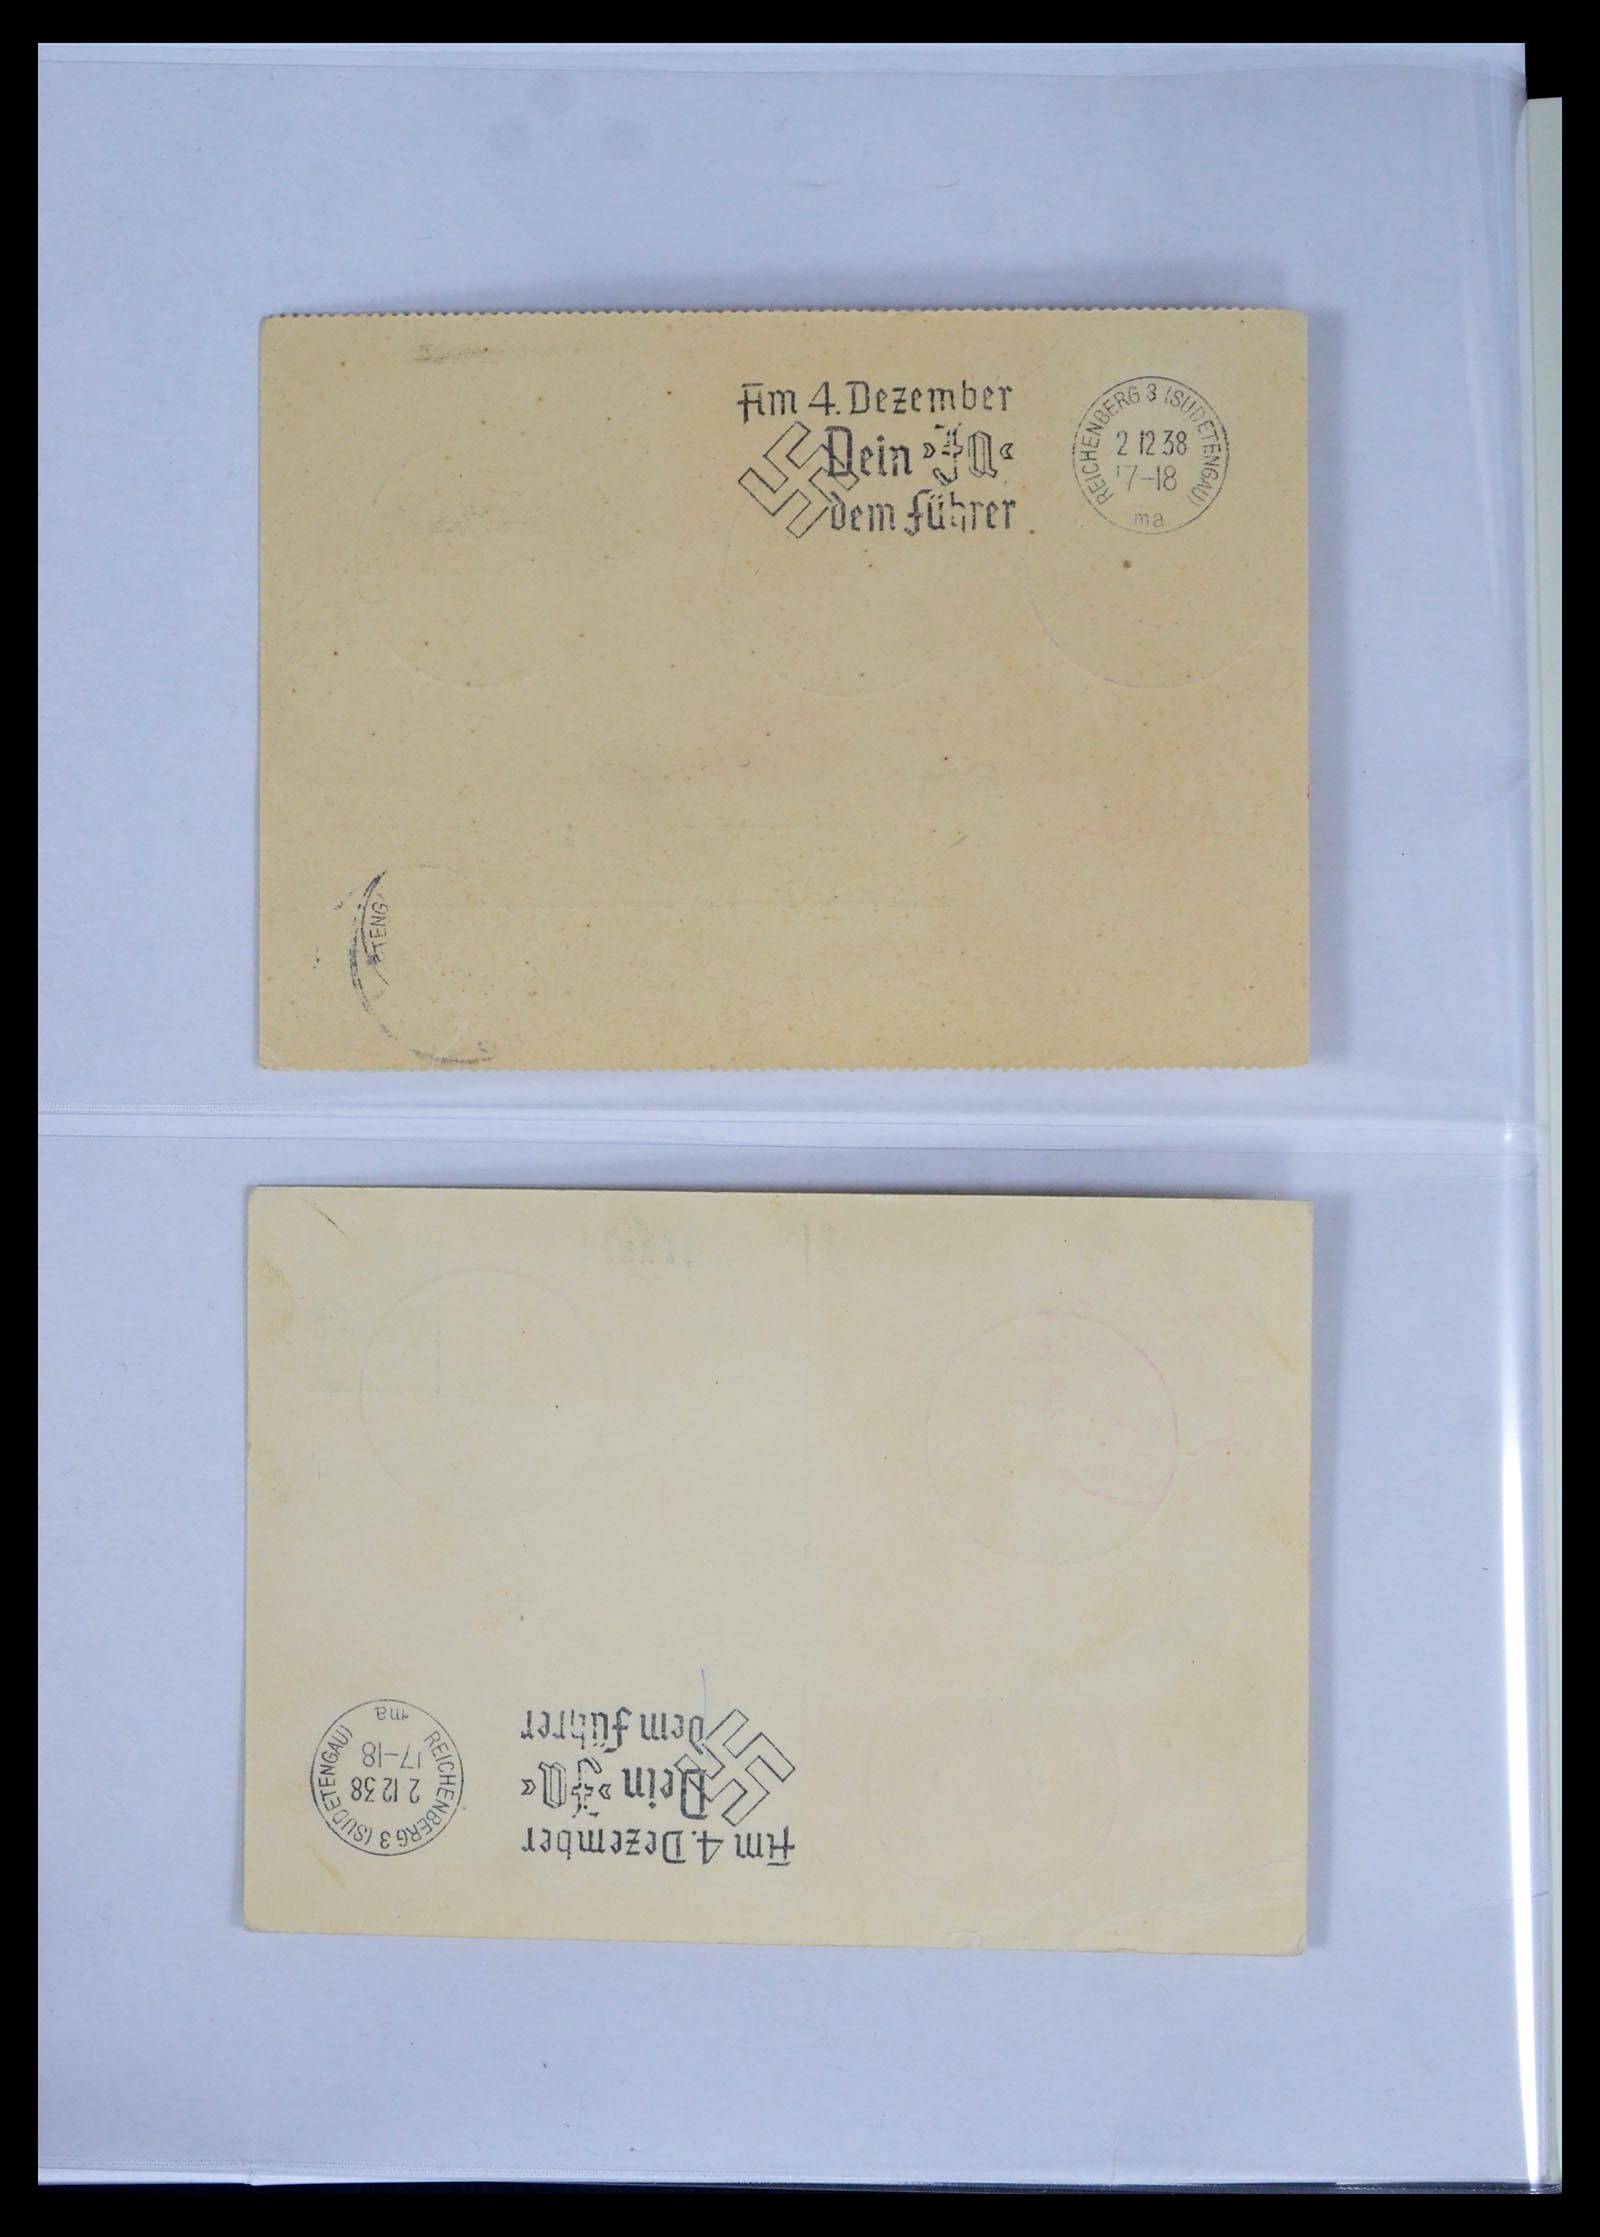 Am 4. Dezember
Dein »Ja«
dem Führer
REICHENBERG 3 (SUDETENGAU)
2 12 38
17-18
ma
ETENG
Am 4. Dezember
Dein »Ja«
dem Führer
REICHENBERG 3 (SUDETENGAU)
2 12 38
17-18
ma